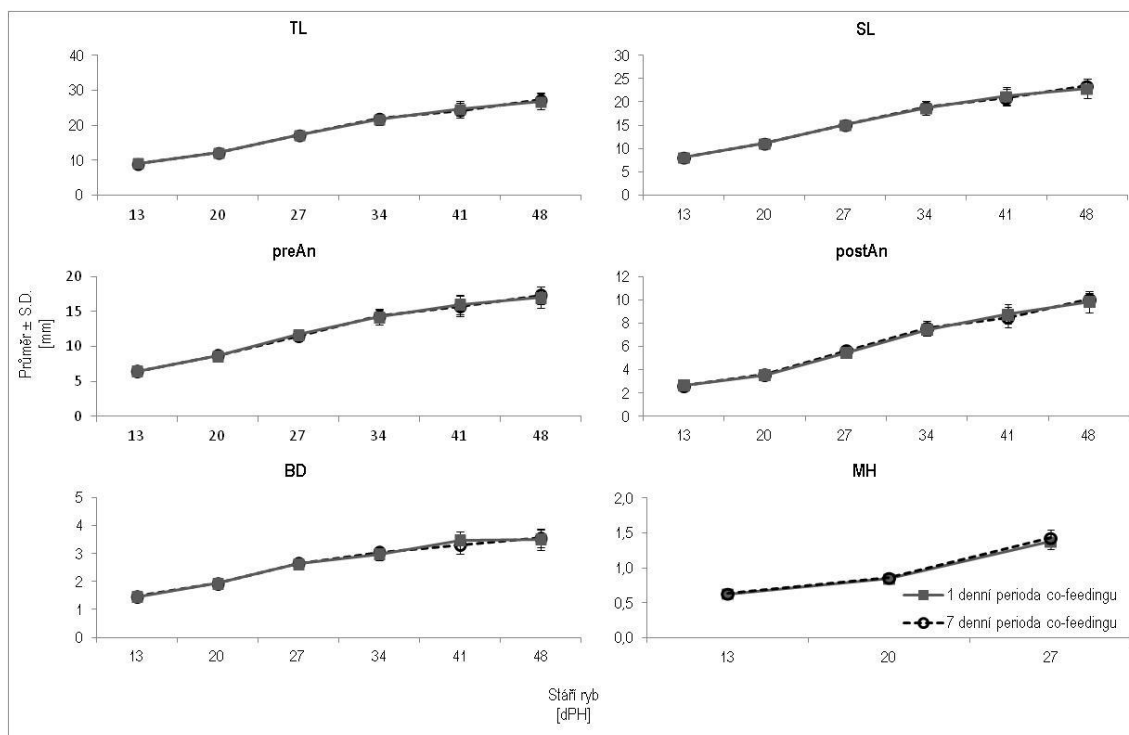 TL
40
30
20
10
0
13 20 27 34 41 48
SL
30
25
20
15
10
5
0
13 20 27 34 41 48
Průměr ± S.D.
[mm]
preAn
20
15
10
5
0
13 20 27 34 41 48
postAn
12
10
8
6
4
2
0
13 20 27 34 41 48
BD
5
4
3
2
1
0
13 20 27 34 41 48
MH
2,0
1,5
1,0
0,5
0,0
13 20 27
1 denní perioda co-feedingu
7 denní perioda co-feedingu
Stáří ryb
[dPH]